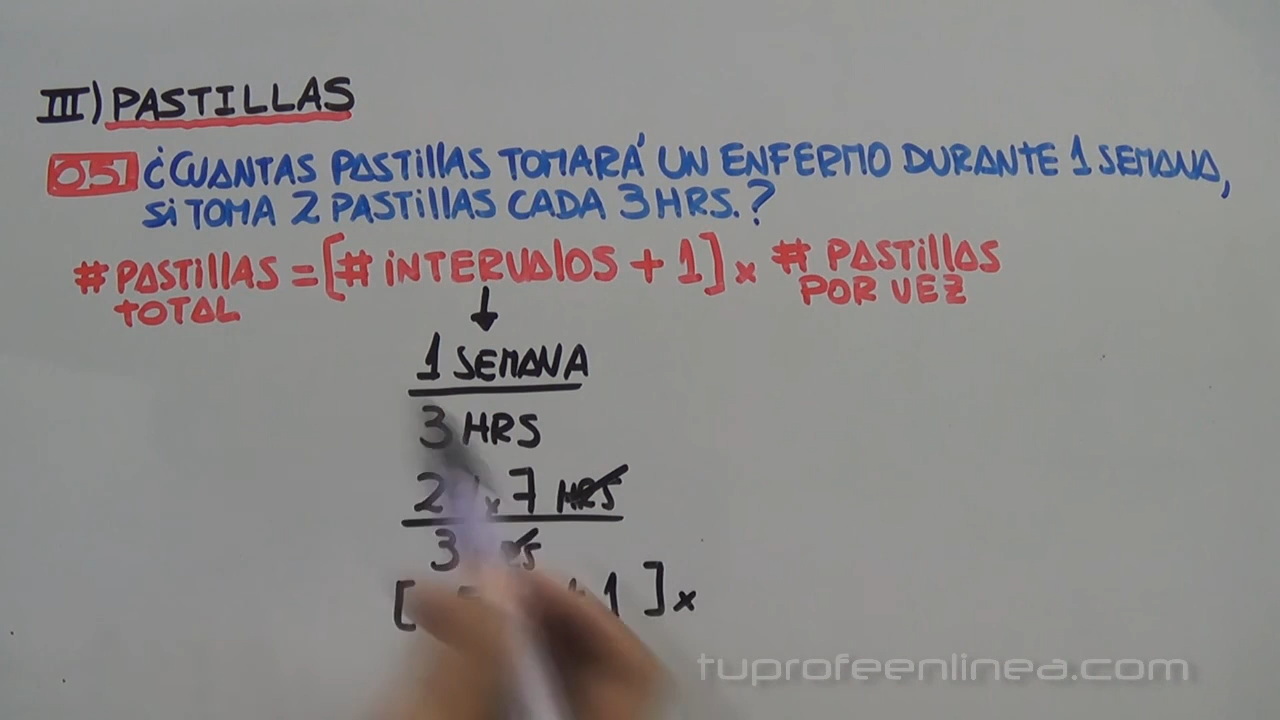 III) PASTILLAS
05 ¿CUANTAS PASTILLAS TOMARÁ UN ENFERMO DURANTE 1 SEMANA,
SI TOMA 2 PASTILLAS CADA 3 HRS.?
# PASTILLAS TOTAL = [# INTERVALOS + 1] x # PASTILLAS POR VEZ
1 SEMANA
3 HRS
2 x 7 HRS
3
[ + 1 ] x
tuprofeenlinea.com